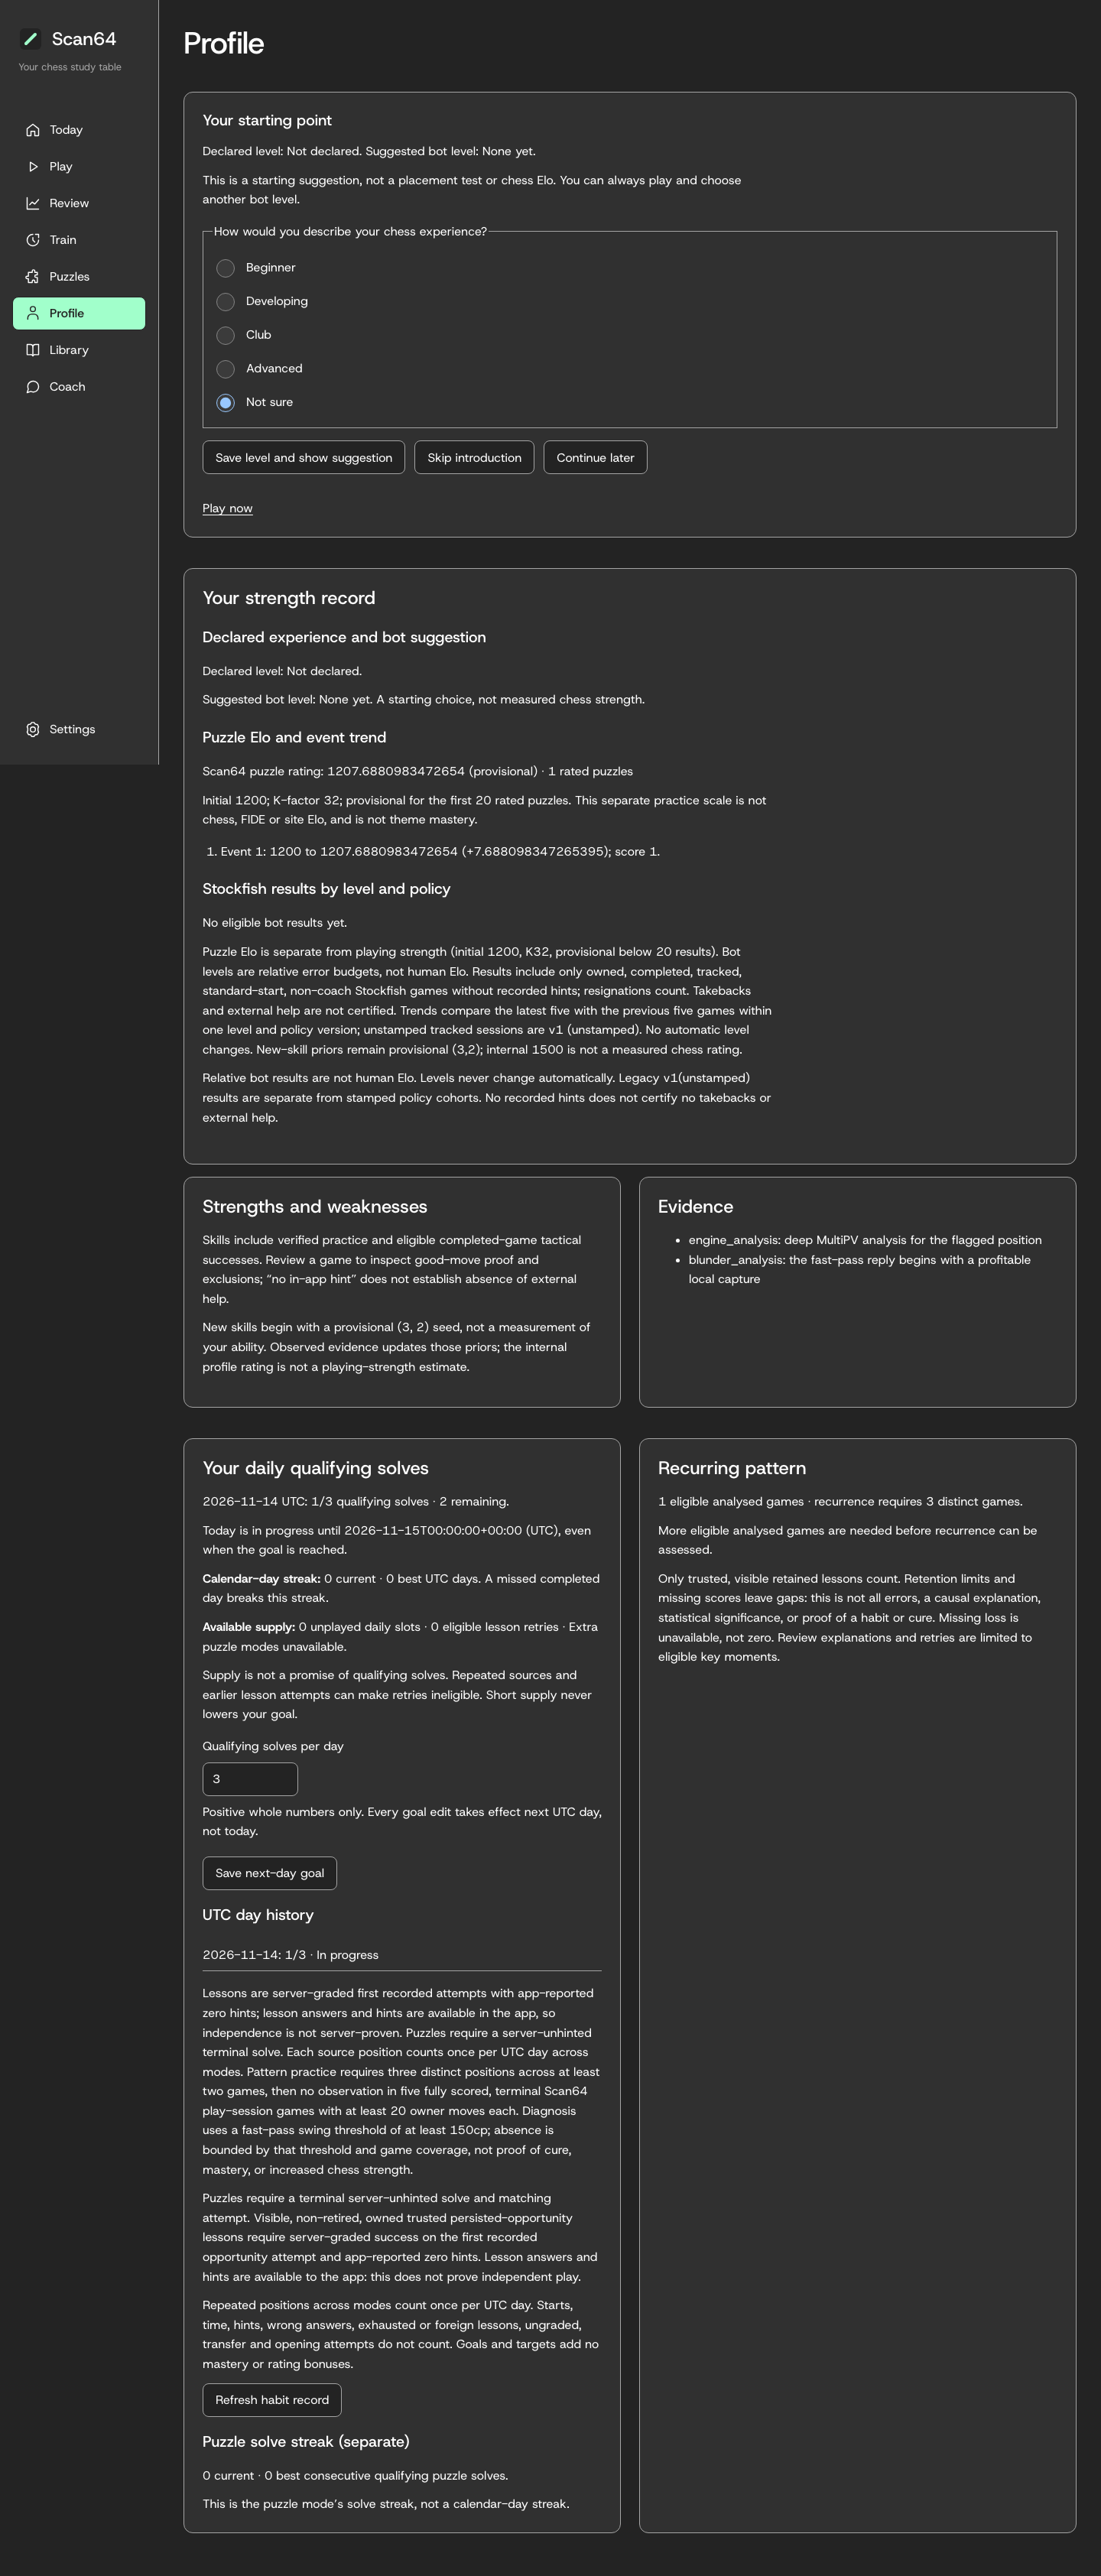 Scan64
Your chess study table
Today
Play
Review
Train
Puzzles
Profile
Library
Coach
Settings
Profile
Your starting point
Declared level: Not declared. Suggested bot level: None yet.
This is a starting suggestion, not a placement test or chess Elo. You can always play and choose
another bot level.
How would you describe your chess experience?
Beginner
Developing
Club
Advanced
Not sure
Save level and show suggestion
Skip introduction
Continue later
Play now
Your strength record
Declared experience and bot suggestion
Declared level: Not declared.
Suggested bot level: None yet. A starting choice, not measured chess strength.
Puzzle Elo and event trend
Scan64 puzzle rating: 1207.6880983472654 (provisional) · 1 rated puzzles
Initial 1200; K-factor 32; provisional for the first 20 rated puzzles. This separate practice scale is not
chess, FIDE or site Elo, and is not theme mastery.
1. Event 1: 1200 to 1207.6880983472654 (+7.688098347265395); score 1.
Stockfish results by level and policy
No eligible bot results yet.
Puzzle Elo is separate from playing strength (initial 1200, K32, provisional below 20 results). Bot
levels are relative error budgets, not human Elo. Results include only owned, completed, tracked,
standard-start, non-coach Stockfish games without recorded hints; resignations count. Takebacks
and external help are not certified. Trends compare the latest five with the previous five games within
one level and policy version; unstamped tracked sessions are v1 (unstamped). No automatic level
changes. New-skill priors remain provisional (3,2); internal 1500 is not a measured chess rating.
Relative bot results are not human Elo. Levels never change automatically. Legacy v1(unstamped)
results are separate from stamped policy cohorts. No recorded hints does not certify no takebacks or
external help.
Strengths and weaknesses
Skills include verified practice and eligible completed-game tactical
successes. Review a game to inspect good-move proof and
exclusions; “no in-app hint” does not establish absence of external
help.
New skills begin with a provisional (3, 2) seed, not a measurement of
your ability. Observed evidence updates those priors; the internal
profile rating is not a playing-strength estimate.
Evidence
• engine_analysis: deep MultiPV analysis for the flagged position
• blunder_analysis: the fast-pass reply begins with a profitable
local capture
Your daily qualifying solves
2026-11-14 UTC: 1/3 qualifying solves · 2 remaining.
Today is in progress until 2026-11-15T00:00:00+00:00 (UTC), even
when the goal is reached.
Calendar-day streak: 0 current · 0 best UTC days. A missed completed
day breaks this streak.
Available supply: 0 unplayed daily slots · 0 eligible lesson retries · Extra
puzzle modes unavailable.
Supply is not a promise of qualifying solves. Repeated sources and
earlier lesson attempts can make retries ineligible. Short supply never
lowers your goal.
Qualifying solves per day
3
Positive whole numbers only. Every goal edit takes effect next UTC day,
not today.
Save next-day goal
UTC day history
2026-11-14: 1/3 · In progress
Lessons are server-graded first recorded attempts with app-reported
zero hints; lesson answers and hints are available in the app, so
independence is not server-proven. Puzzles require a server-unhinted
terminal solve. Each source position counts once per UTC day across
modes. Pattern practice requires three distinct positions across at least
two games, then no observation in five fully scored, terminal Scan64
play-session games with at least 20 owner moves each. Diagnosis
uses a fast-pass swing threshold of at least 150cp; absence is
bounded by that threshold and game coverage, not proof of cure,
mastery, or increased chess strength.
Puzzles require a terminal server-unhinted solve and matching
attempt. Visible, non-retired, owned trusted persisted-opportunity
lessons require server-graded success on the first recorded
opportunity attempt and app-reported zero hints. Lesson answers and
hints are available to the app: this does not prove independent play.
Repeated positions across modes count once per UTC day. Starts,
time, hints, wrong answers, exhausted or foreign lessons, ungraded,
transfer and opening attempts do not count. Goals and targets add no
mastery or rating bonuses.
Refresh habit record
Puzzle solve streak (separate)
0 current · 0 best consecutive qualifying puzzle solves.
This is the puzzle mode’s solve streak, not a calendar-day streak.
Recurring pattern
1 eligible analysed games · recurrence requires 3 distinct games.
More eligible analysed games are needed before recurrence can be
assessed.
Only trusted, visible retained lessons count. Retention limits and
missing scores leave gaps: this is not all errors, a causal explanation,
statistical significance, or proof of a habit or cure. Missing loss is
unavailable, not zero. Review explanations and retries are limited to
eligible key moments.